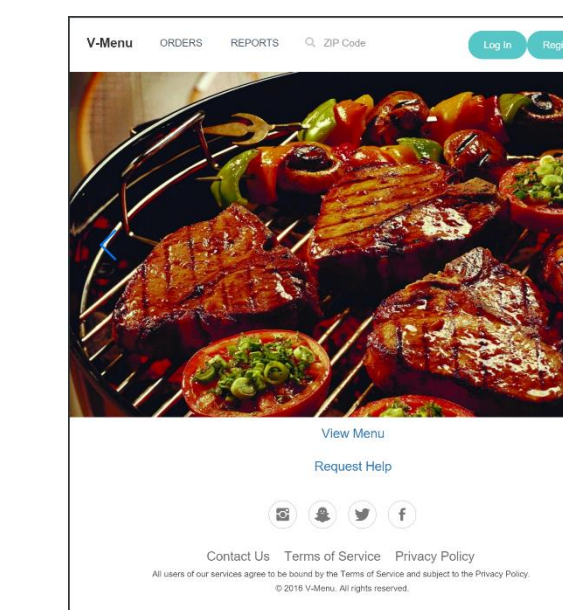 V-Menu ORDERS REPORTS ZIP Code Log In Regi
View Menu
Request Help
Contact Us Terms of Service Privacy Policy
All users of our services agree to be bound by the Terms of Service and subject to the Privacy Policy.
© 2016 V-Menu. All rights reserved.